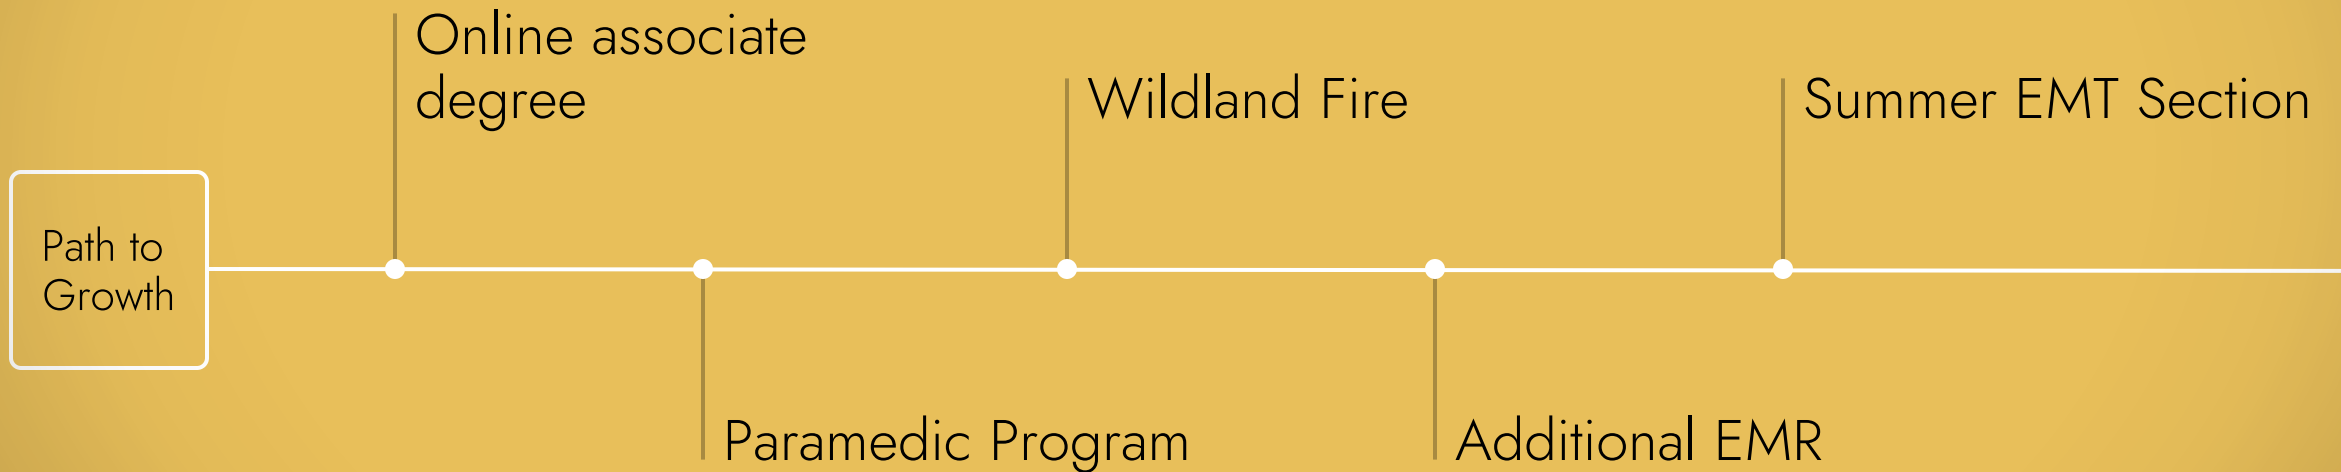 Path to
Growth
Online associate
degree
Paramedic Program
Wildland Fire
Additional EMR
Summer EMT Section